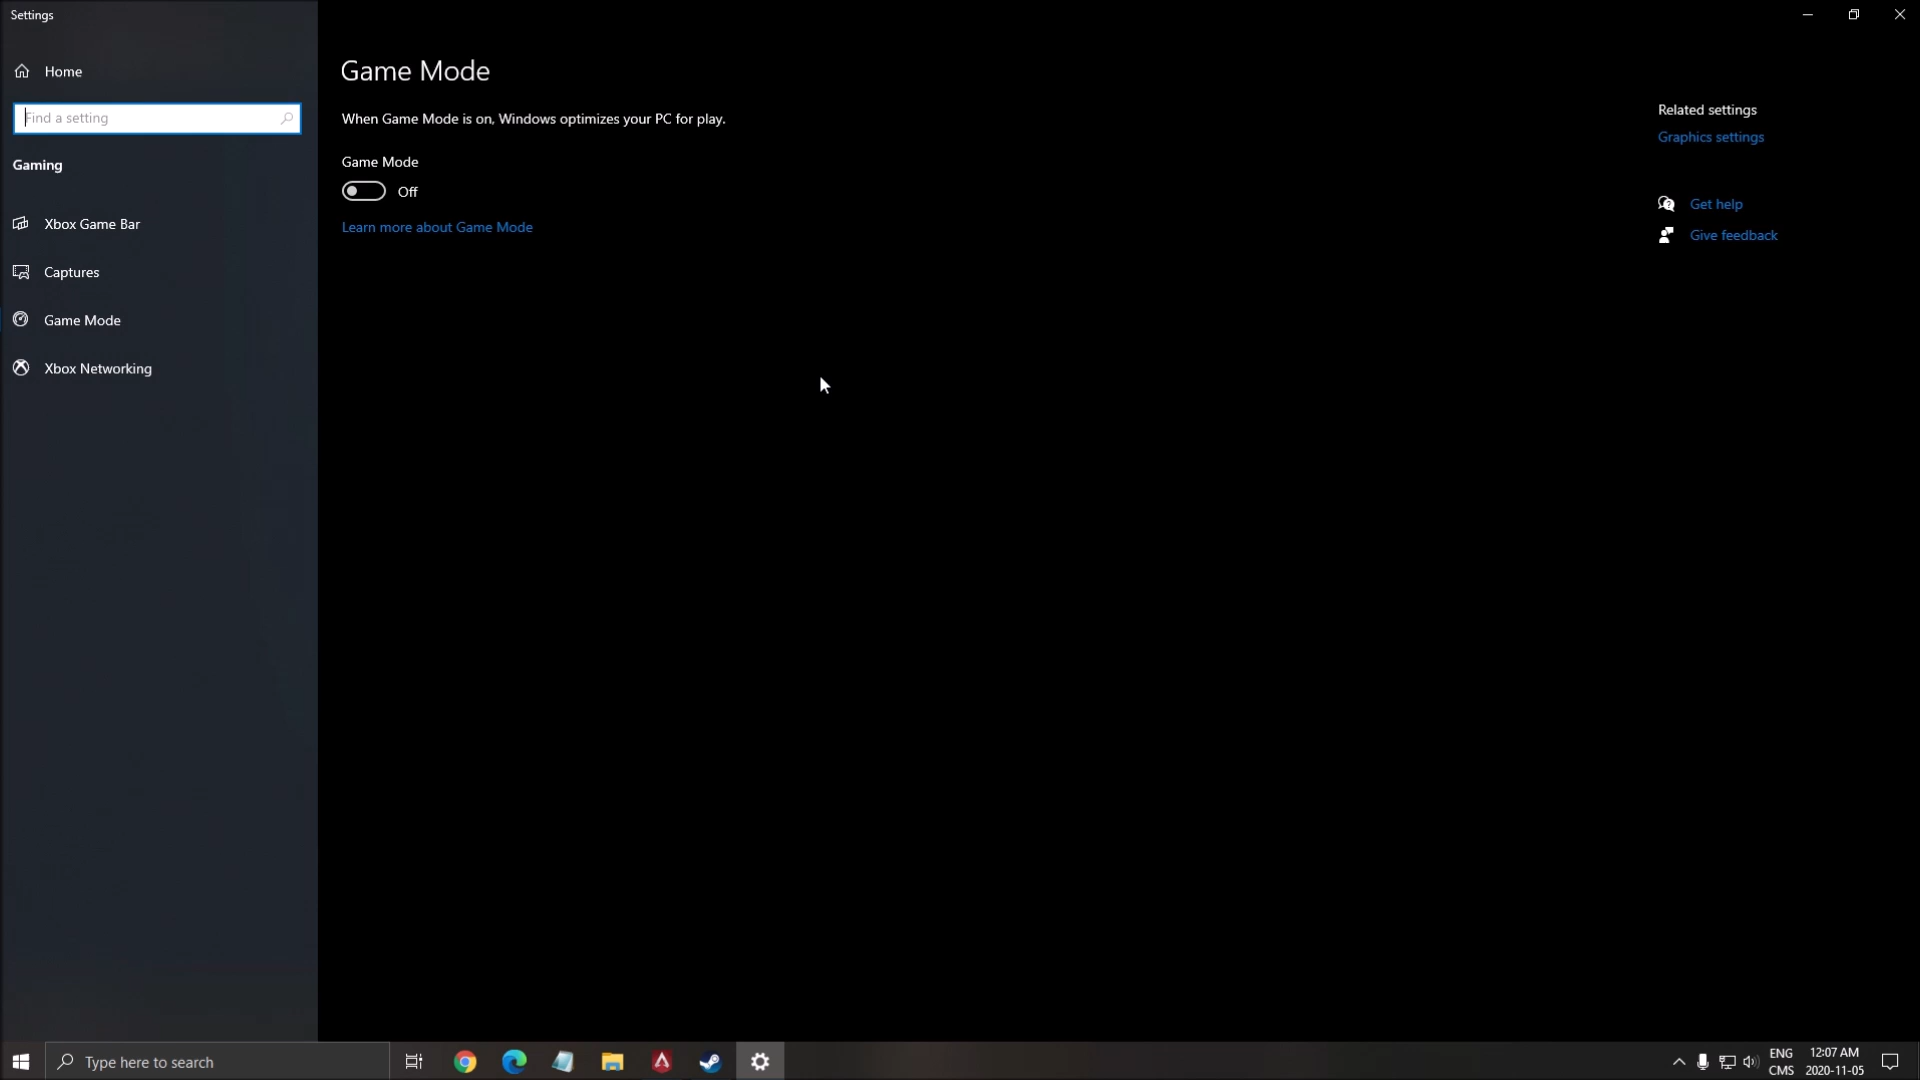 Settings
Home
Find a setting
Gaming
Xbox Game Bar
Captures
Game Mode
Xbox Networking
Game Mode
When Game Mode is on, Windows optimizes your PC for play.
Game Mode
Off
Learn more about Game Mode
Related settings
Graphics settings
Get help
Give feedback
Type here to search
ENG
CMS
12:07 AM
2020-11-05